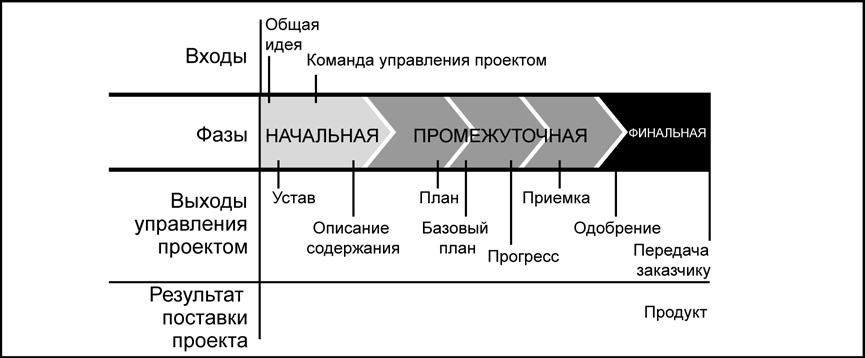 Общая
идея
Входы
Команда управления проектом
Фазы
НАЧАЛЬНАЯ
ПРОМЕЖУТОЧНАЯ
ФИНАЛЬНАЯ
Выходы
управления
проектом
Устав
Описание
содержания
План
Базовый
план
Прогресс
Приемка
Одобрение
Передача
заказчику
Результат
поставки
проекта
Продукт